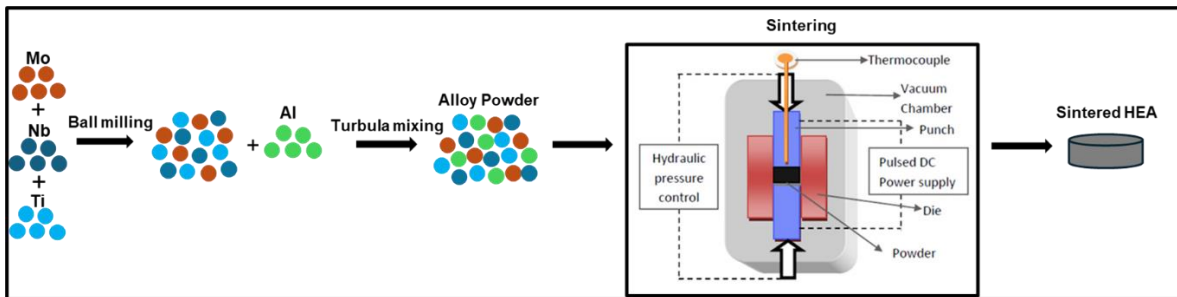 Mo
+
Nb
+
Ti
Ball milling
+
Al
Turbula mixing
Alloy Powder
Sintering
Thermocouple
Vacuum
Chamber
Punch
Hydraulic
pressure
control
Pulsed DC
Power supply
Die
Powder
Sintered HEA